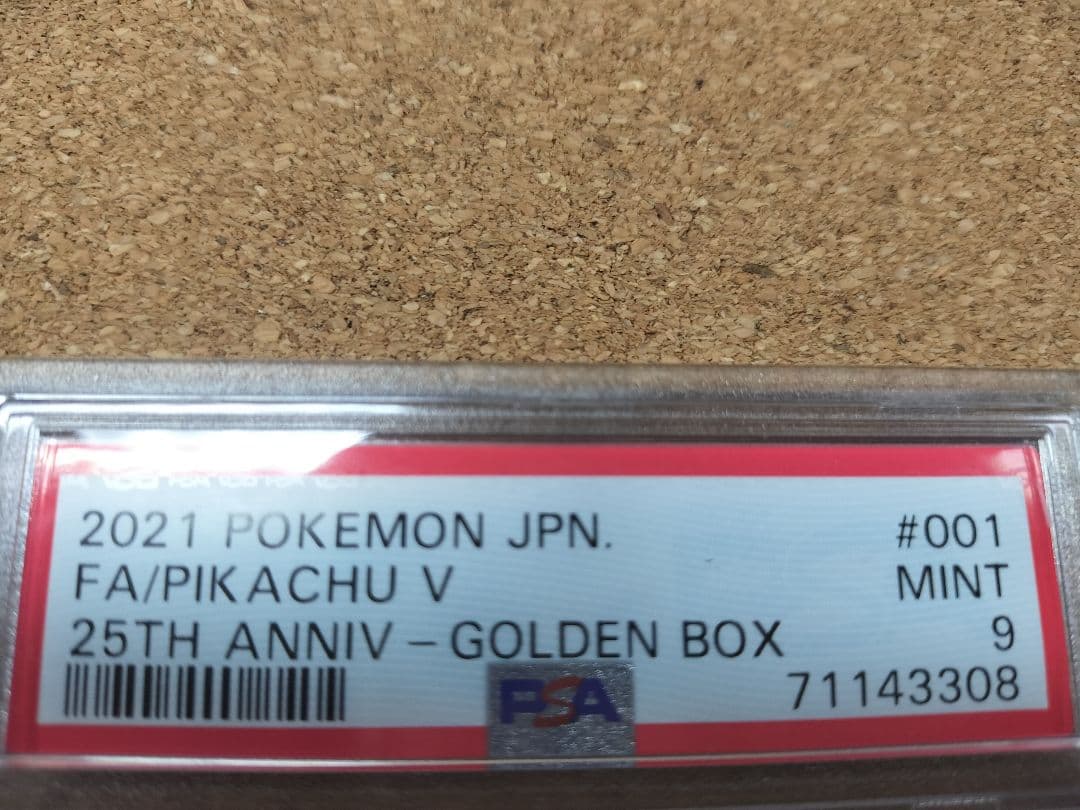 2021 POKEMON JPN. #001
FA/PIKACHU V MINT
25TH ANNIV – GOLDEN BOX 9
PSA 71143308